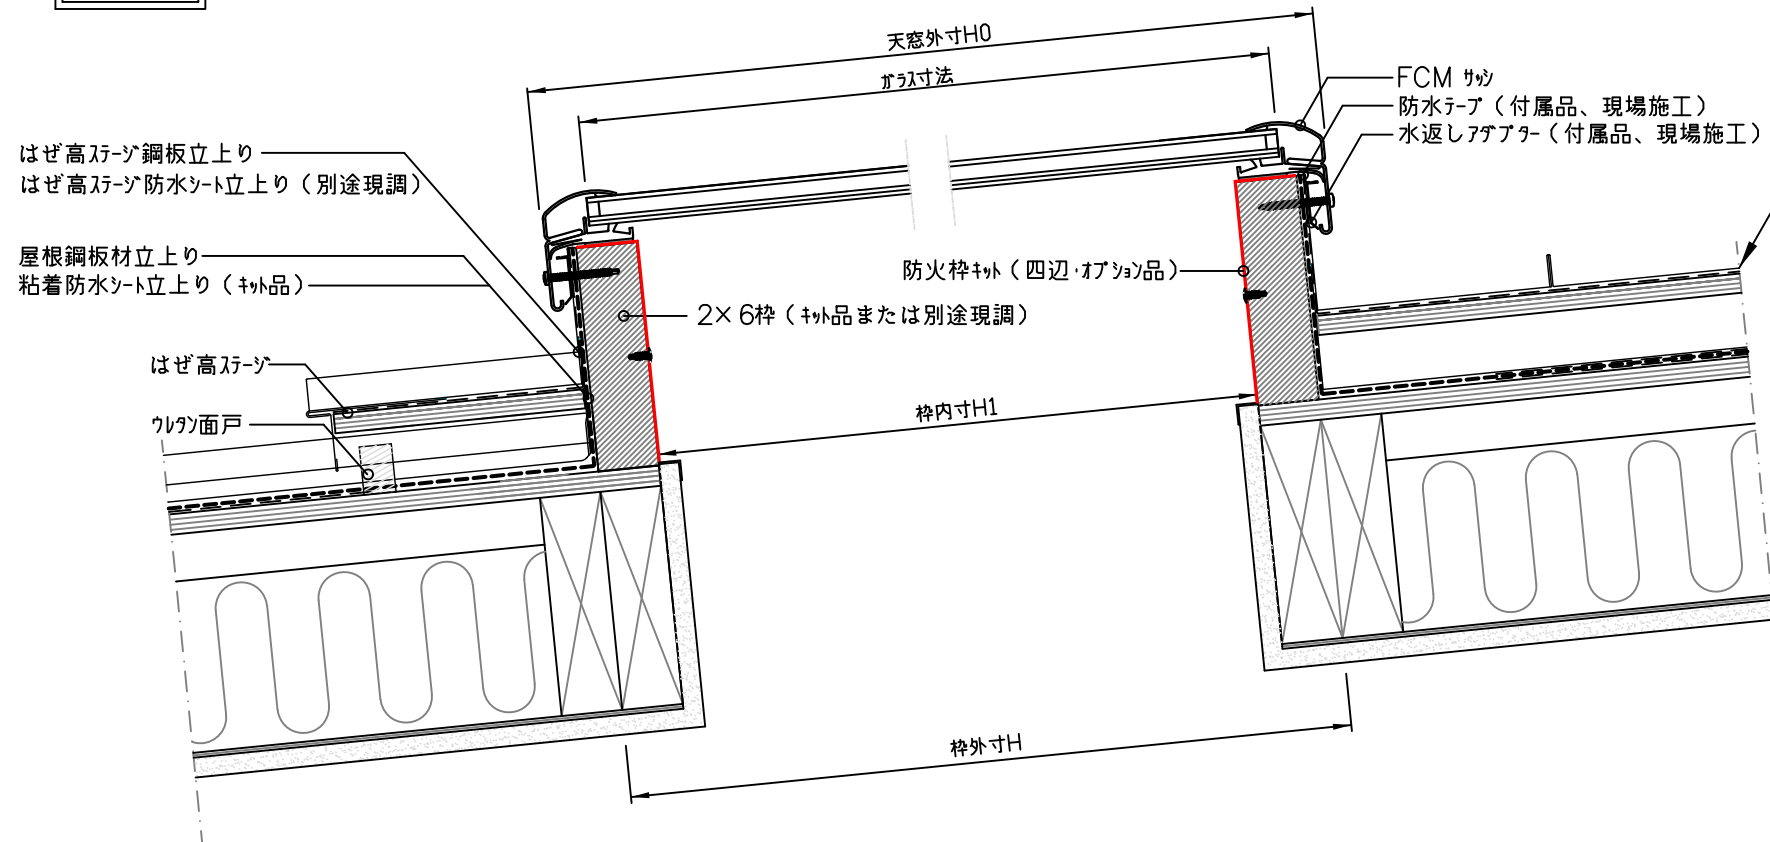 天窓外寸H0
ガラス寸法
FCM ｻｯｼ
防水ﾃｰﾌﾟ（付属品、現場施工）
水返しｱﾀﾞﾌﾟﾀｰ（付属品、現場施工）
はぜ高ｽﾃｰｼﾞ鋼板立上り
はぜ高ｽﾃｰｼﾞ防水ｼｰﾄ立上り（別途現調）
屋根鋼板材立上り
粘着防水ｼｰﾄ立上り（ｷｯﾄ品）
防火枠ｷｯﾄ（四辺･ｵﾌﾟｼｮﾝ品）
2×6枠（ｷｯﾄ品または別途現調）
はぜ高ｽﾃｰｼﾞ
ｳﾚﾀﾝ面戸
枠内寸H1
枠外寸H